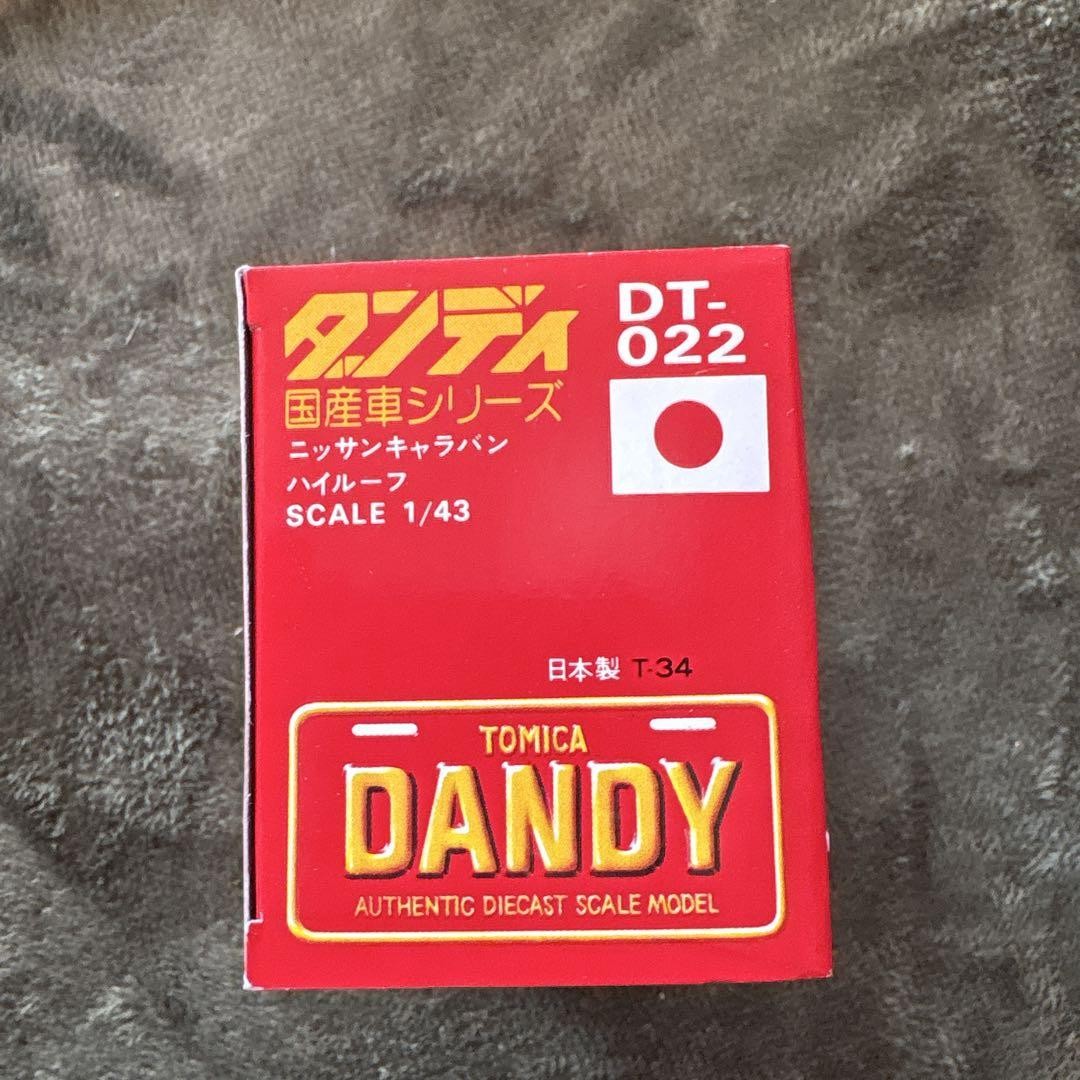 ダンディ
DT-
022
国産車シリーズ
ニッサンキャラバン
ハイルーフ
SCALE 1/43
日本製 T-34
TOMICA
DANDY
AUTHENTIC DIECAST SCALE MODEL